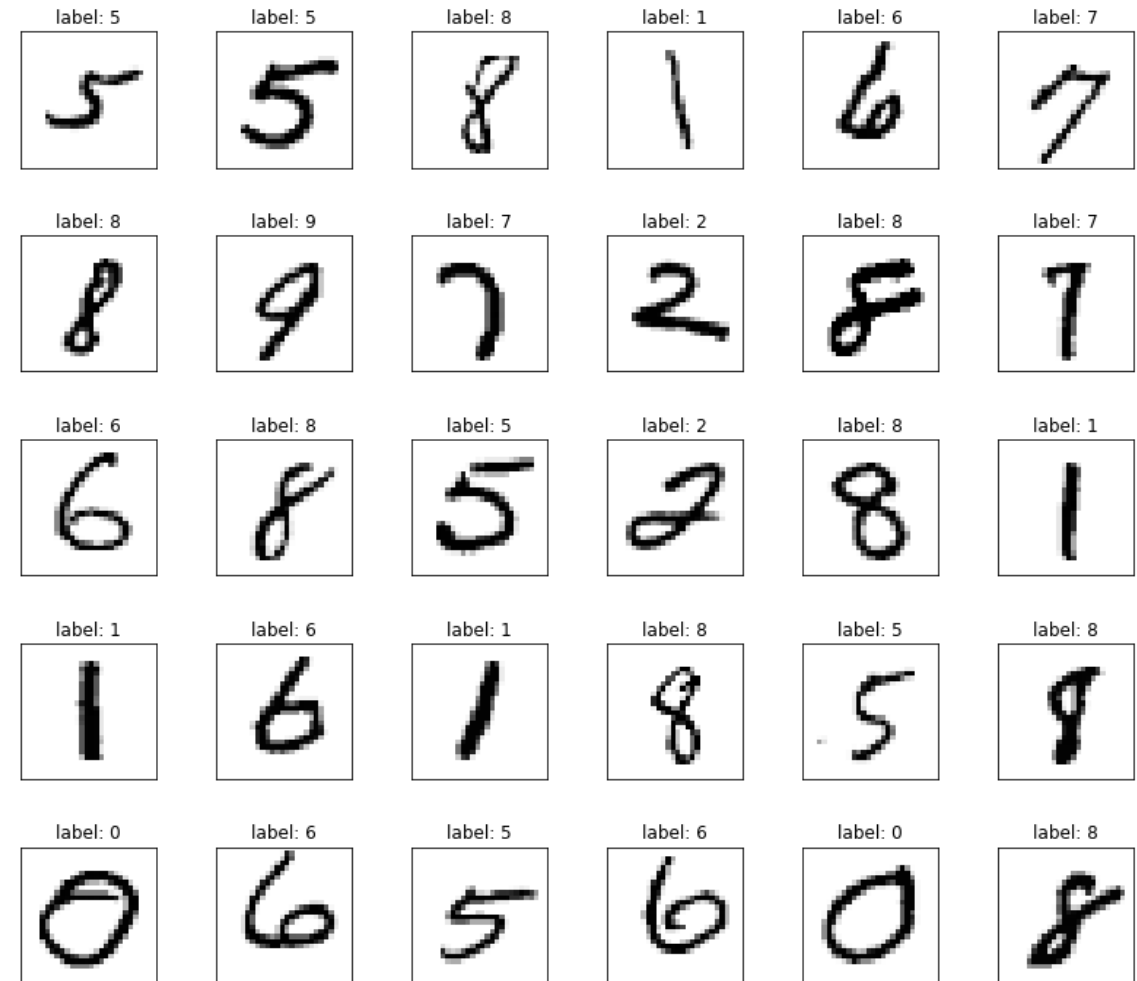 label: 5 label: 5 label: 8 label: 1 label: 6 label: 7
5 5 8 1 6 7
label: 8 label: 9 label: 7 label: 2 label: 8 label: 7
8 9 7 2 8 7
label: 6 label: 8 label: 5 label: 2 label: 8 label: 1
6 8 5 2 8 1
label: 1 label: 6 label: 1 label: 8 label: 5 label: 8
1 6 1 8 5 8
label: 0 label: 6 label: 5 label: 6 label: 0 label: 8
0 6 5 6 0 8